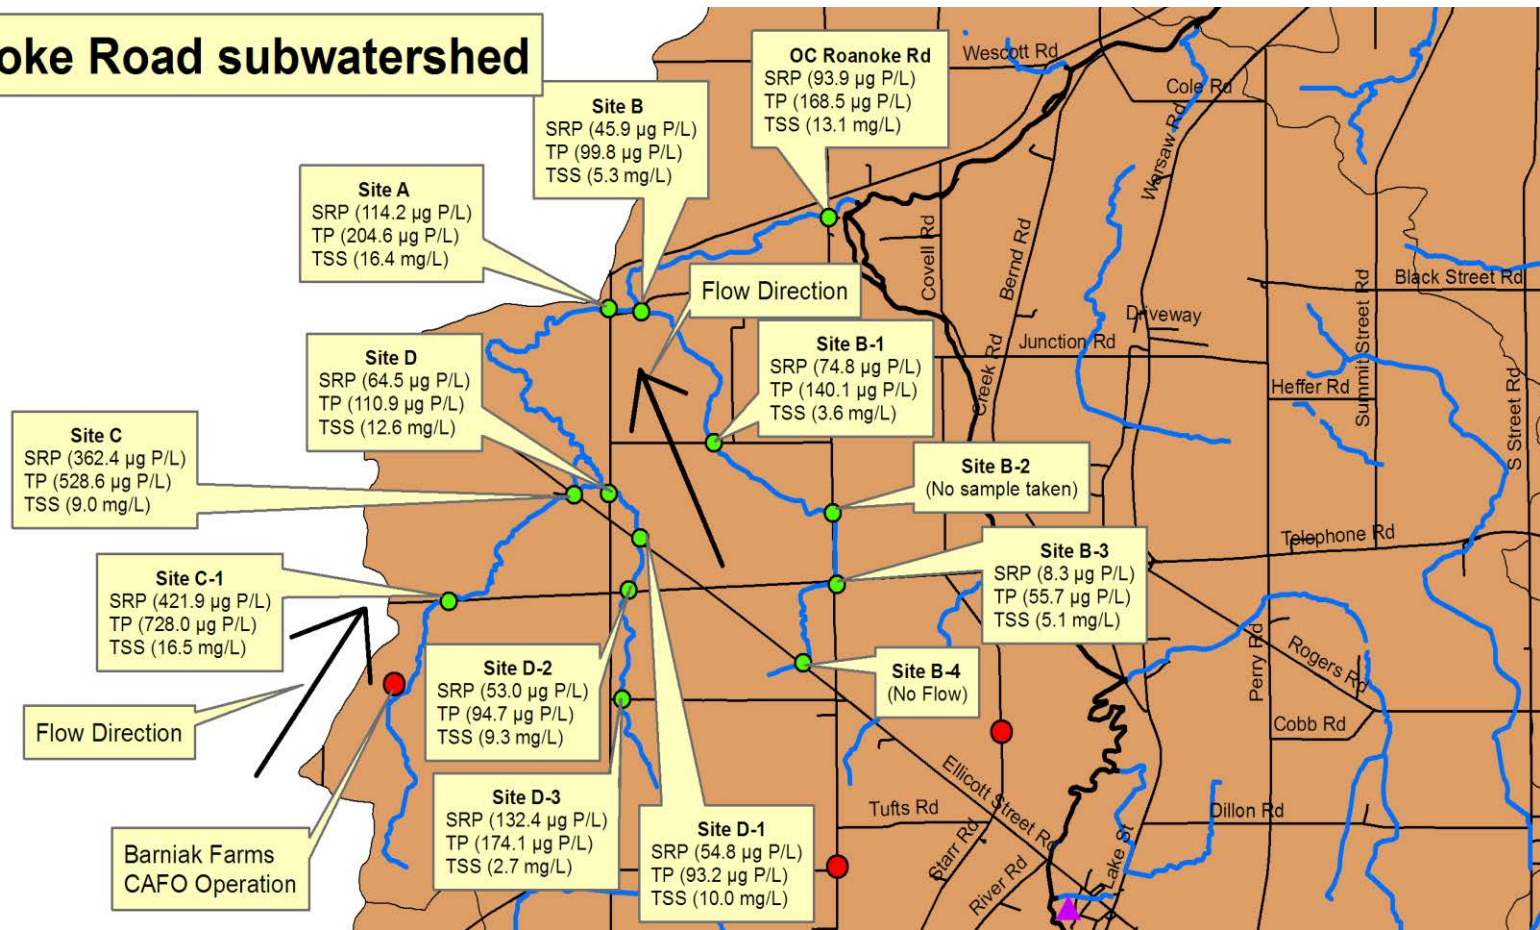 oke Road subwatershed
OC Roanoke Rd
SRP (93.9 µg P/L)
TP (168.5 µg P/L)
TSS (13.1 mg/L)
Wescott Rd
Cole Rd
Warsaw Rd
Site B
SRP (45.9 µg P/L)
TP (99.8 µg P/L)
TSS (5.3 mg/L)
Site A
SRP (114.2 µg P/L)
TP (204.6 µg P/L)
TSS (16.4 mg/L)
Flow Direction
Covell Rd
Bernd Rd
Black Street Rd
Summit Street Rd
Driveway
Junction Rd
Site B-1
SRP (74.8 µg P/L)
TP (140.1 µg P/L)
TSS (3.6 mg/L)
Site D
SRP (64.5 µg P/L)
TP (110.9 µg P/L)
TSS (12.6 mg/L)
Creek Rd
Heffer Rd
S Street Rd
Site C
SRP (362.4 µg P/L)
TP (528.6 µg P/L)
TSS (9.0 mg/L)
Site B-2
(No sample taken)
Telephone Rd
Site B-3
SRP (8.3 µg P/L)
TP (55.7 µg P/L)
TSS (5.1 mg/L)
Site C-1
SRP (421.9 µg P/L)
TP (728.0 µg P/L)
TSS (16.5 mg/L)
Site B-4
(No Flow)
Perry Rd
Rogers Rd
Cobb Rd
Site D-2
SRP (53.0 µg P/L)
TP (94.7 µg P/L)
TSS (9.3 mg/L)
Flow Direction
Site D-3
SRP (132.4 µg P/L)
TP (174.1 µg P/L)
TSS (2.7 mg/L)
Site D-1
SRP (54.8 µg P/L)
TP (93.2 µg P/L)
TSS (10.0 mg/L)
Ellicott Street Rd
Tufts Rd
Dillon Rd
Starr Rd
River Rd
Lake St
Barniak Farms
CAFO Operation